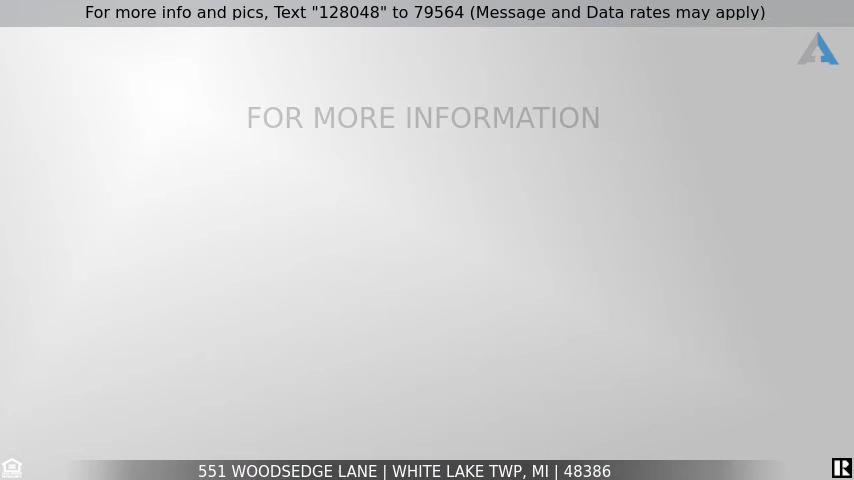 For more info and pics, Text "128048" to 79564 (Message and Data rates may apply)
FOR MORE INFORMATION
551 WOODSEDGE LANE | WHITE LAKE TWP, MI | 48386